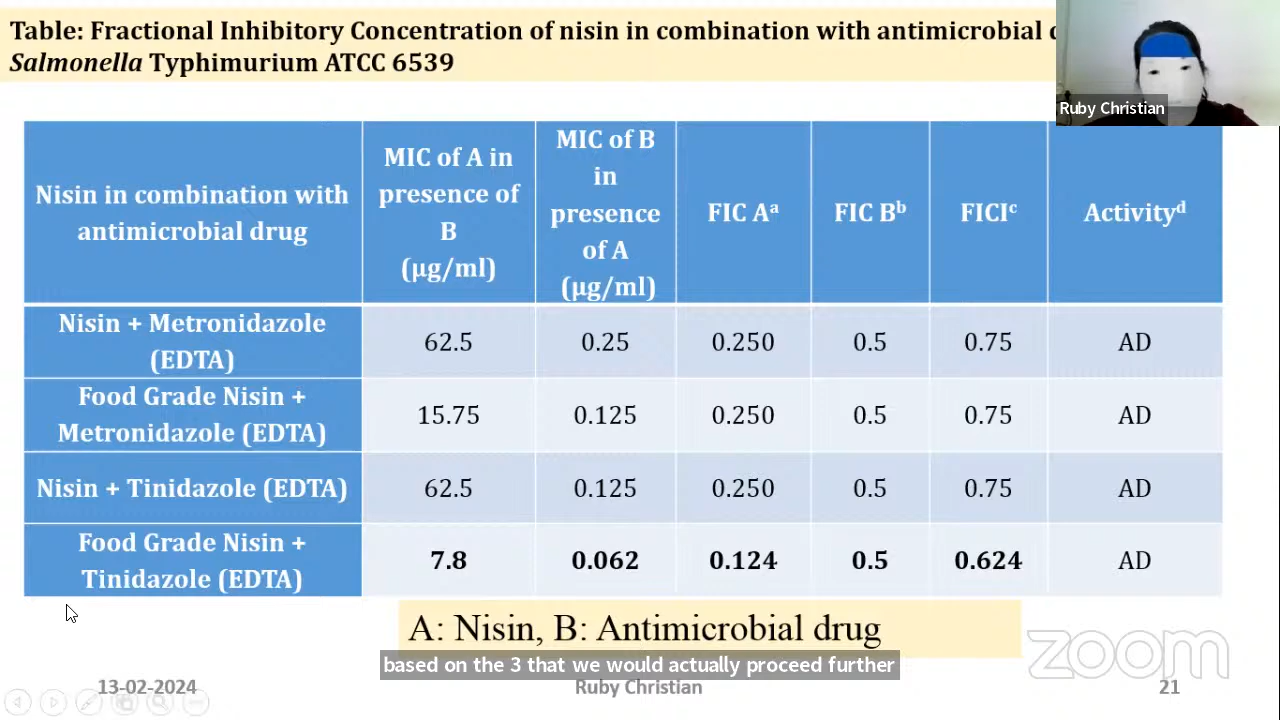 Table: Fractional Inhibitory Concentration of nisin in combination with antimicrobial
Salmonella Typhimurium ATCC 6539
Ruby Christian
Nisin in combination with
antimicrobial drug
MIC of A in
presence of
B
(µg/ml)
MIC of B
in
presence
of A
(µg/ml)
FIC Aᵃ
FIC Bᵇ
FICIᶜ
Activityᵈ
Nisin + Metronidazole
(EDTA)
62.5
0.25
0.250
0.5
0.75
AD
Food Grade Nisin +
Metronidazole (EDTA)
15.75
0.125
0.250
0.5
0.75
AD
Nisin + Tinidazole (EDTA)
62.5
0.125
0.250
0.5
0.75
AD
Food Grade Nisin +
Tinidazole (EDTA)
7.8
0.062
0.124
0.5
0.624
AD
A: Nisin, B: Antimicrobial drug
zoom
based on the 3 that we would actually proceed further
13-02-2024
Ruby Christian
21